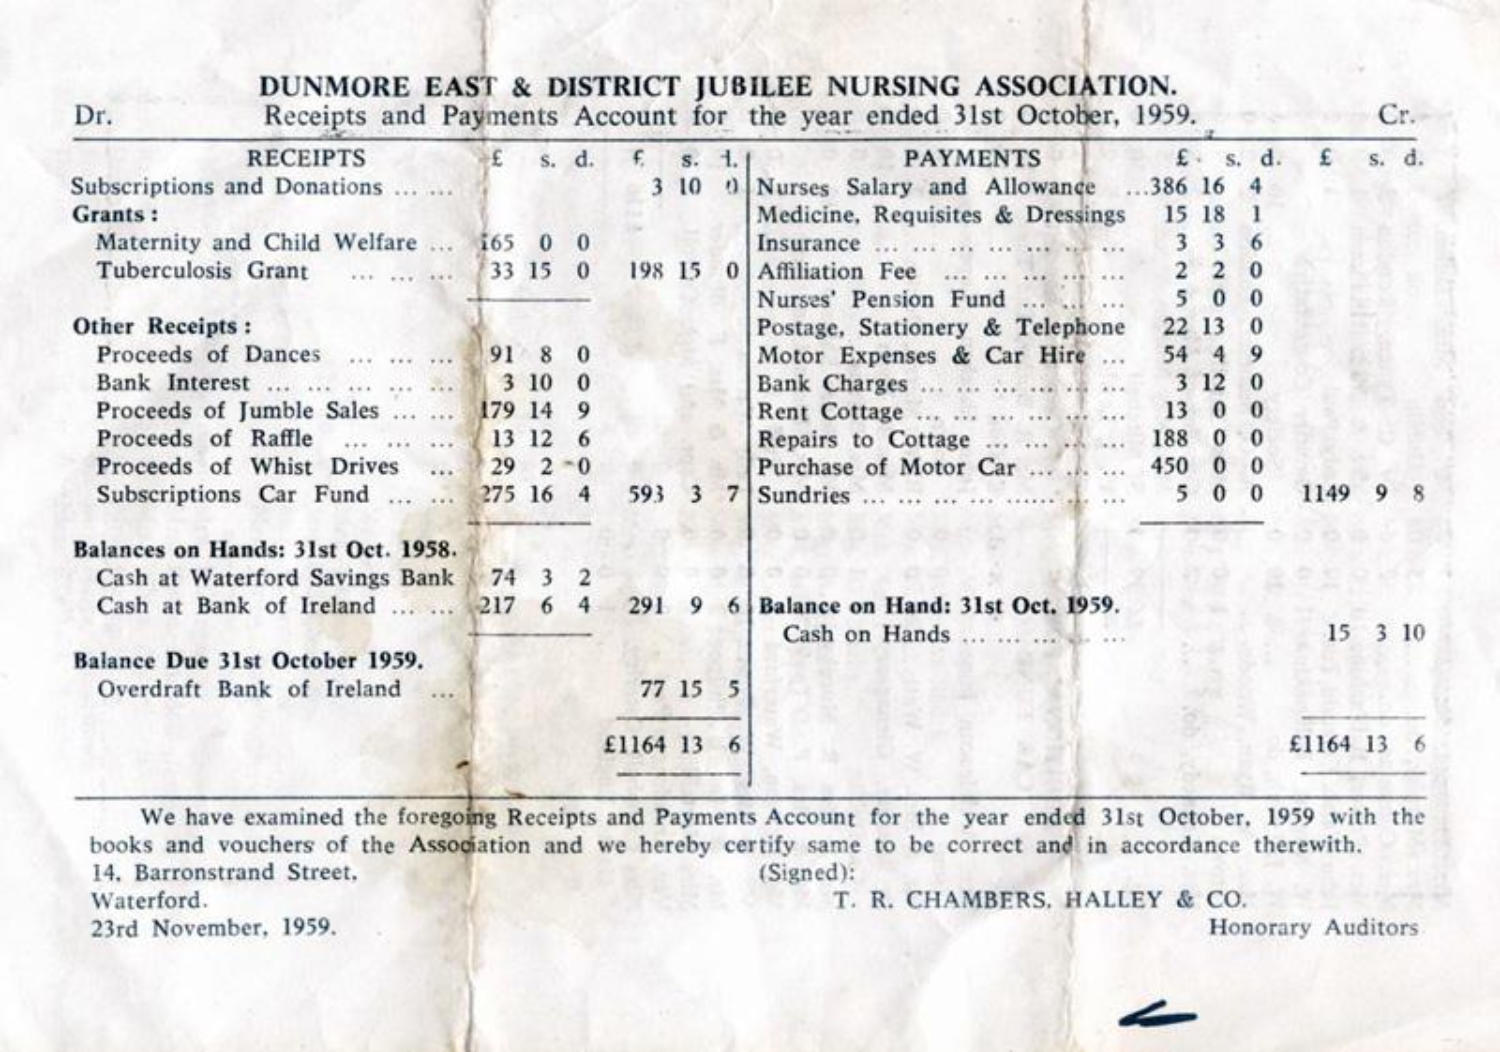 DUNMORE EAST & DISTRICT JUBILEE NURSING ASSOCIATION.
Dr. Receipts and Payments Account for the year ended 31st October, 1959. Cr.
RECEIPTS £ s. d. £ s. d. PAYMENTS £ s. d. £ s. d.
Subscriptions and Donations ... ... 3 10 0 Nurses Salary and Allowance ...386 16 4
Grants : Medicine, Requisites & Dressings 15 18 1
Maternity and Child Welfare ... 165 0 0 Insurance ... ... ... ... ... ... ... 3 3 6
Tuberculosis Grant ... ... ... 33 15 0 198 15 0 Affiliation Fee ... ... ... ... ... 2 2 0
Nurses' Pension Fund ... ... ... 5 0 0
Other Receipts : Postage, Stationery & Telephone 22 13 0
Proceeds of Dances ... ... ... 91 8 0 Motor Expenses & Car Hire ... 54 4 9
Bank Interest ... ... ... ... ... 3 10 0 Bank Charges ... ... ... ... ... ... 3 12 0
Proceeds of Jumble Sales ... ... 179 14 9 Rent Cottage ... ... ... ... ... ... 13 0 0
Proceeds of Raffle ... ... ... 13 12 6 Repairs to Cottage ... ... ... ... 188 0 0
Proceeds of Whist Drives ... 29 2 0 Purchase of Motor Car ... ... ... 450 0 0
Subscriptions Car Fund ... ... 275 16 4 593 3 7 Sundries ... ... ... ... ...... ... ... 5 0 0 1149 9 8
Balances on Hands: 31st Oct. 1958.
Cash at Waterford Savings Bank 74 3 2
Cash at Bank of Ireland ... ... 217 6 4 291 9 6 Balance on Hand: 31st Oct. 1959.
Cash on Hands ... ... ... ... ... 15 3 10
Balance Due 31st October 1959.
Overdraft Bank of Ireland ... 77 15 5
£1164 13 6 £1164 13 6
We have examined the foregoing Receipts and Payments Account for the year ended 31st October, 1959 with the
books and vouchers of the Association and we hereby certify same to be correct and in accordance therewith.
14, Barronstrand Street, (Signed):
Waterford. T. R. CHAMBERS, HALLEY & CO.
23rd November, 1959. Honorary Auditors